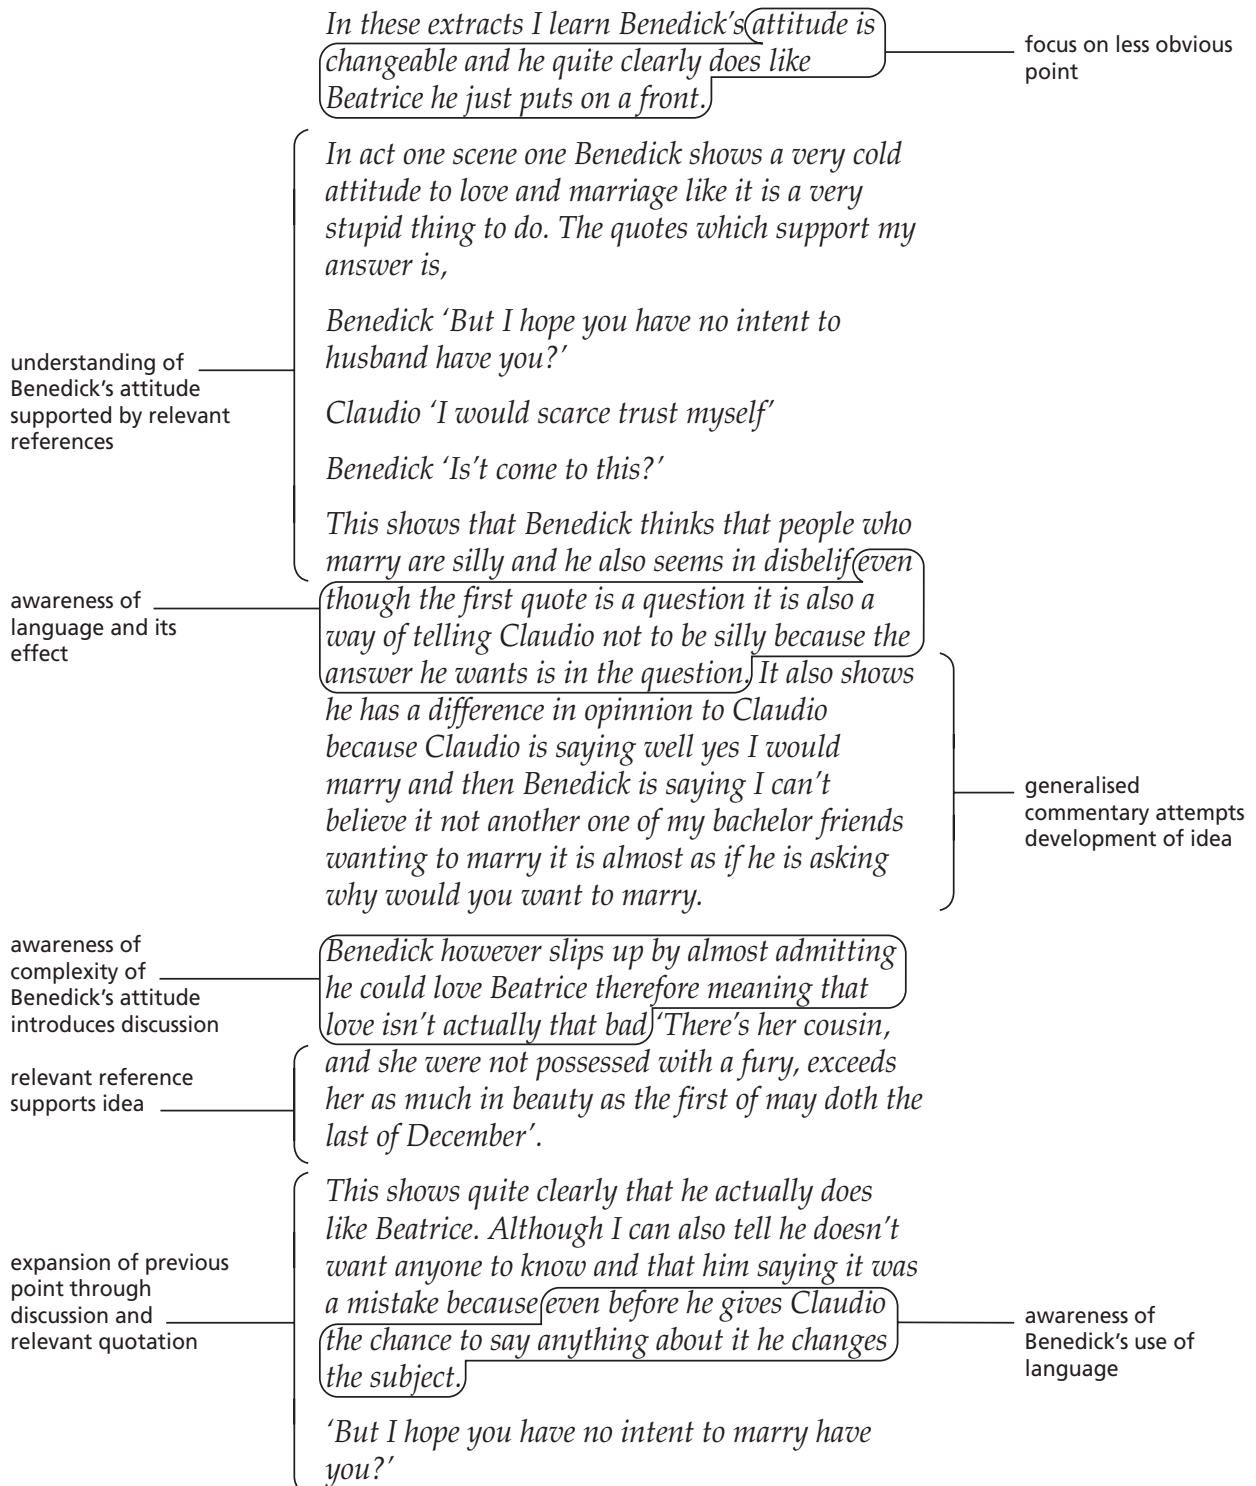 In these extracts I learn Benedick's attitude is
changeable and he quite clearly does like
Beatrice he just puts on a front.
focus on less obvious
point
In act one scene one Benedick shows a very cold
attitude to love and marriage like it is a very
stupid thing to do. The quotes which support my
answer is,
Benedick 'But I hope you have no intent to
husband have you?'
Claudio 'I would scarce trust myself'
Benedick 'Is't come to this?'
understanding of
Benedick's attitude
supported by relevant
references
This shows that Benedick thinks that people who
marry are silly and he also seems in disbelif even
though the first quote is a question it is also a
way of telling Claudio not to be silly because the
answer he wants is in the question. It also shows
he has a difference in opinnion to Claudio
because Claudio is saying well yes I would
marry and then Benedick is saying I can't
believe it not another one of my bachelor friends
wanting to marry it is almost as if he is asking
why would you want to marry.
awareness of
language and its
effect
generalised
commentary attempts
development of idea
Benedick however slips up by almost admitting
he could love Beatrice therefore meaning that
love isn't actually that bad 'There's her cousin,
and she were not possessed with a fury, exceeds
her as much in beauty as the first of may doth the
last of December'.
awareness of
complexity of
Benedick's attitude
introduces discussion
relevant reference
supports idea
This shows quite clearly that he actually does
like Beatrice. Although I can also tell he doesn't
want anyone to know and that him saying it was
a mistake because even before he gives Claudio
the chance to say anything about it he changes
the subject.
'But I hope you have no intent to marry have
you?'
expansion of previous
point through
discussion and
relevant quotation
awareness of
Benedick's use of
language